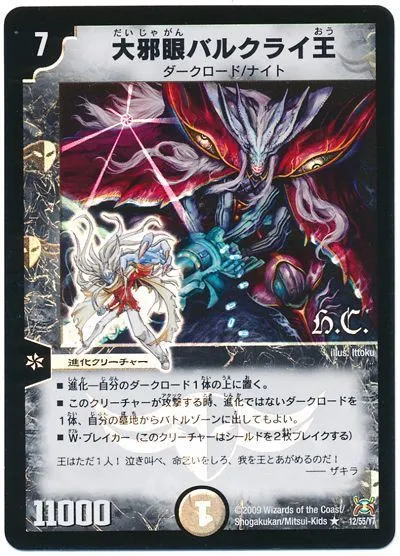 7
だいじゃがん
おう
大邪眼バルクライ王
ダークロード/ナイト
H.C.
illus. Ittoku
進化クリーチャー
■ 進化—自分のダークロード1体の上に置く。
■ このクリーチャーが攻撃する時、進化ではないダークロードを
1体、自分の墓地からバトルゾーンに出してもよい。
■ W・ブレイカー（このクリーチャーはシールドを2枚ブレイクする）
王はただ1人！ 泣き叫べ、命乞いをしろ、我を王とあがめるのだ！
—— ザキラ
11000
1
©2009 Wizards of the Coast/
Shogakukan/Mitsui-Kids ★ 12/55/Y7